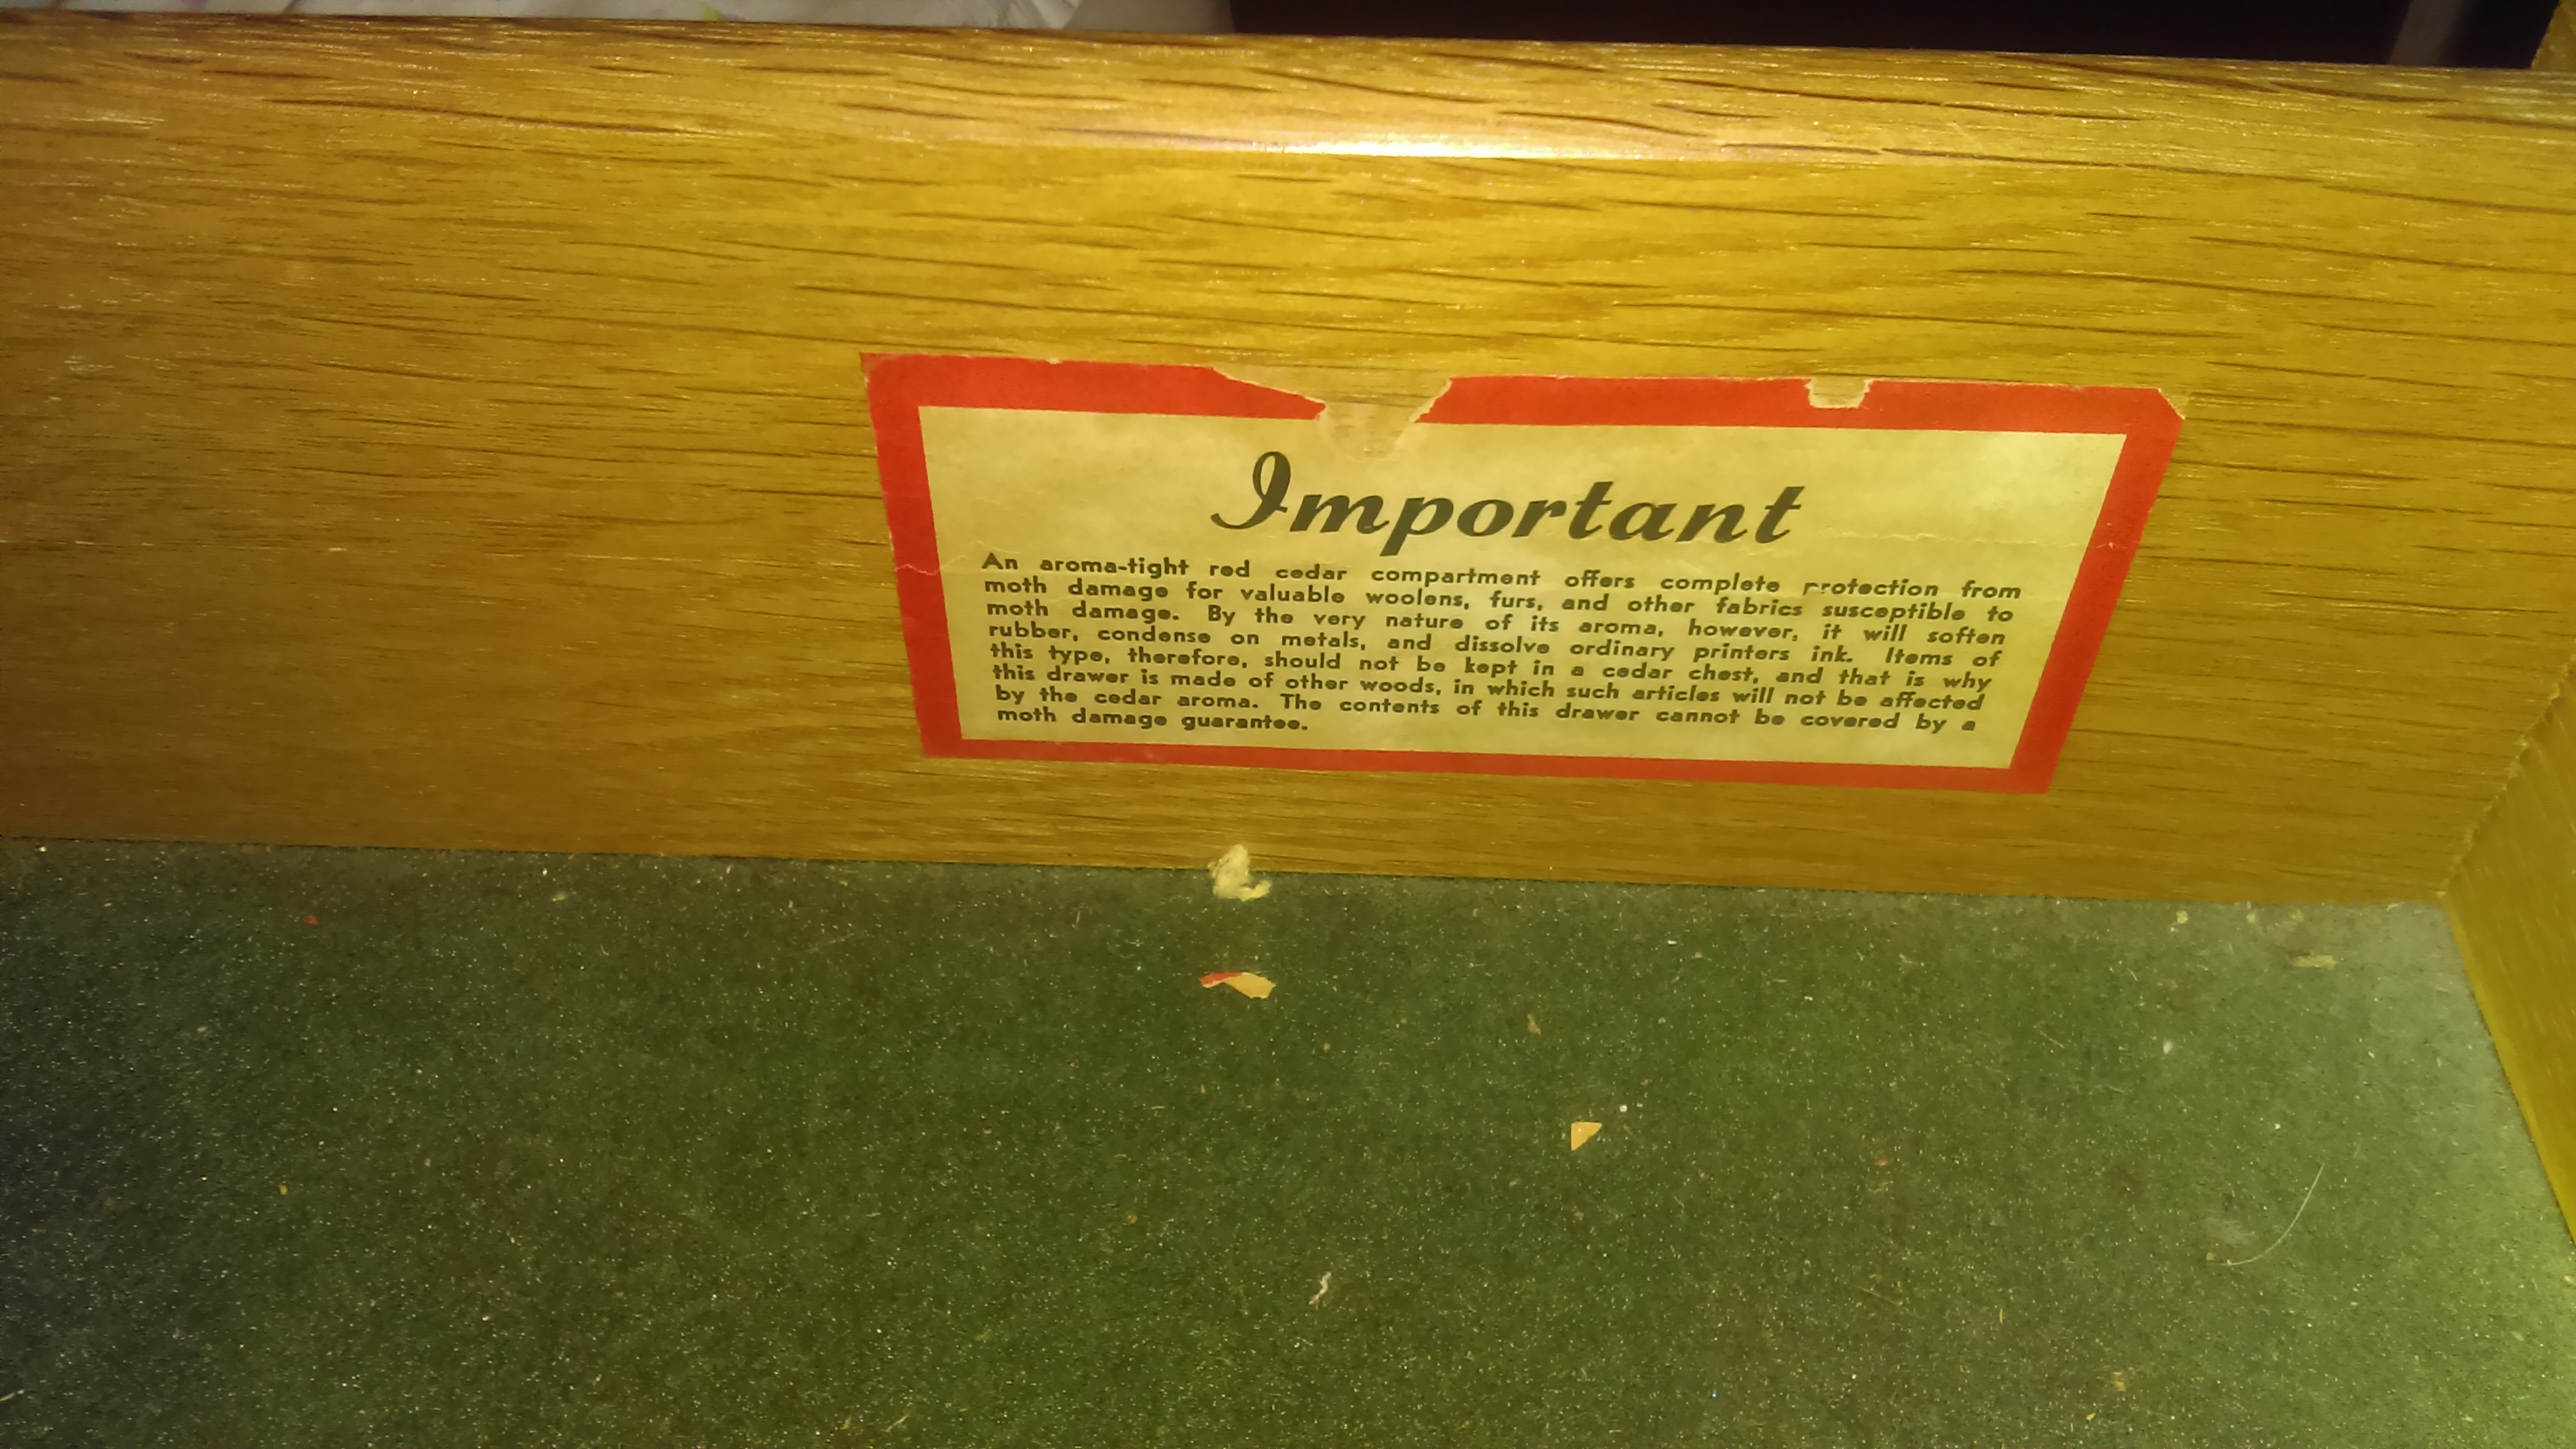 Important
An aroma-tight red cedar compartment offers complete protection from
moth damage for valuable woolens, furs, and other fabrics susceptible to
moth damage. By the very nature of its aroma, however, it will soften
rubber, condense on metals, and dissolve ordinary printers ink. Items of
this type, therefore, should not be kept in a cedar chest, and that is why
this drawer is made of other woods, in which such articles will not be affected
by the cedar aroma. The contents of this drawer cannot be covered by a
moth damage guarantee.